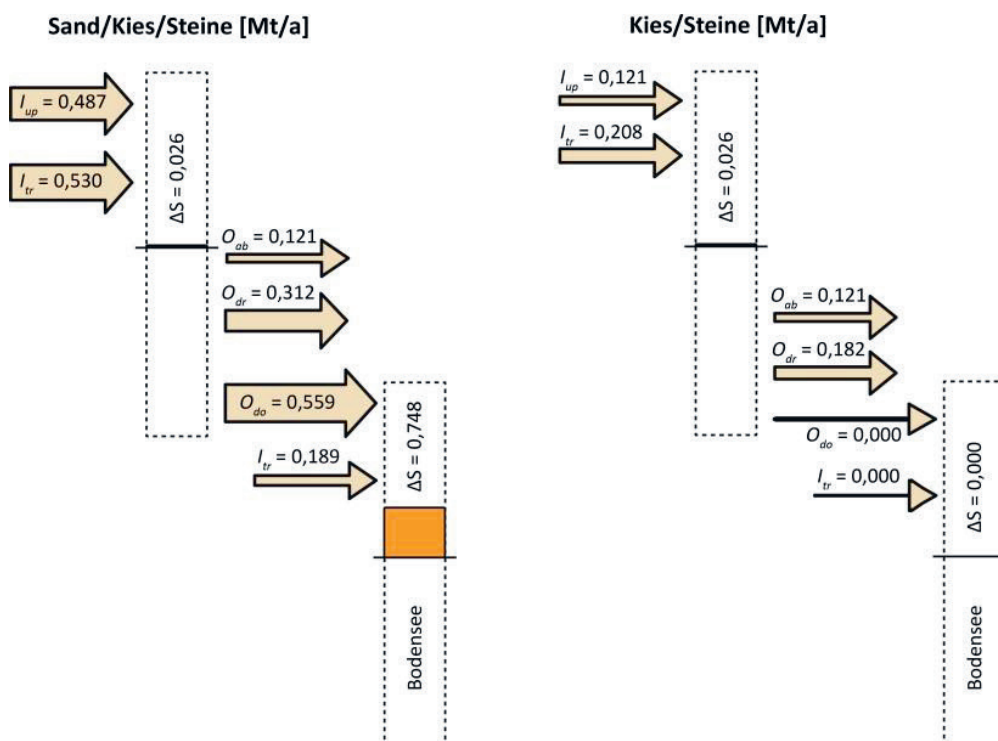 Sand/Kies/Steine [Mt/a]
I_up = 0,487
I_tr = 0,530
ΔS = 0,026
O_ab = 0,121
O_dr = 0,312
O_do = 0,559
I_tr = 0,189
ΔS = 0,748
Bodensee
Kies/Steine [Mt/a]
I_up = 0,121
I_tr = 0,208
ΔS = 0,026
O_ab = 0,121
O_dr = 0,182
O_do = 0,000
I_tr = 0,000
ΔS = 0,000
Bodensee